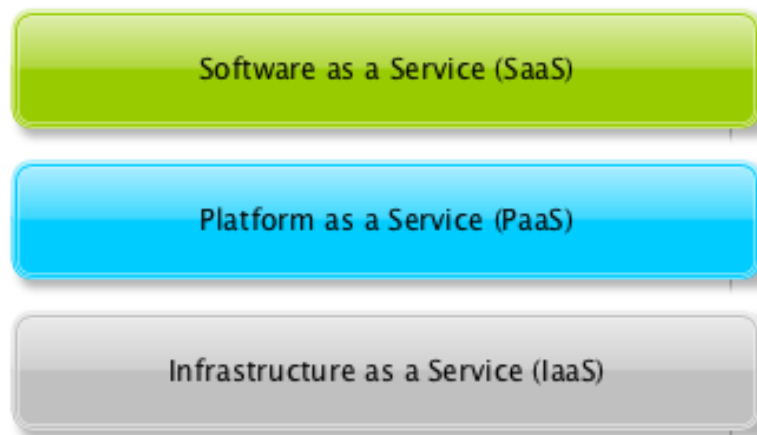 Software as a Service (SaaS)
Platform as a Service (PaaS)
Infrastructure as a Service (IaaS)